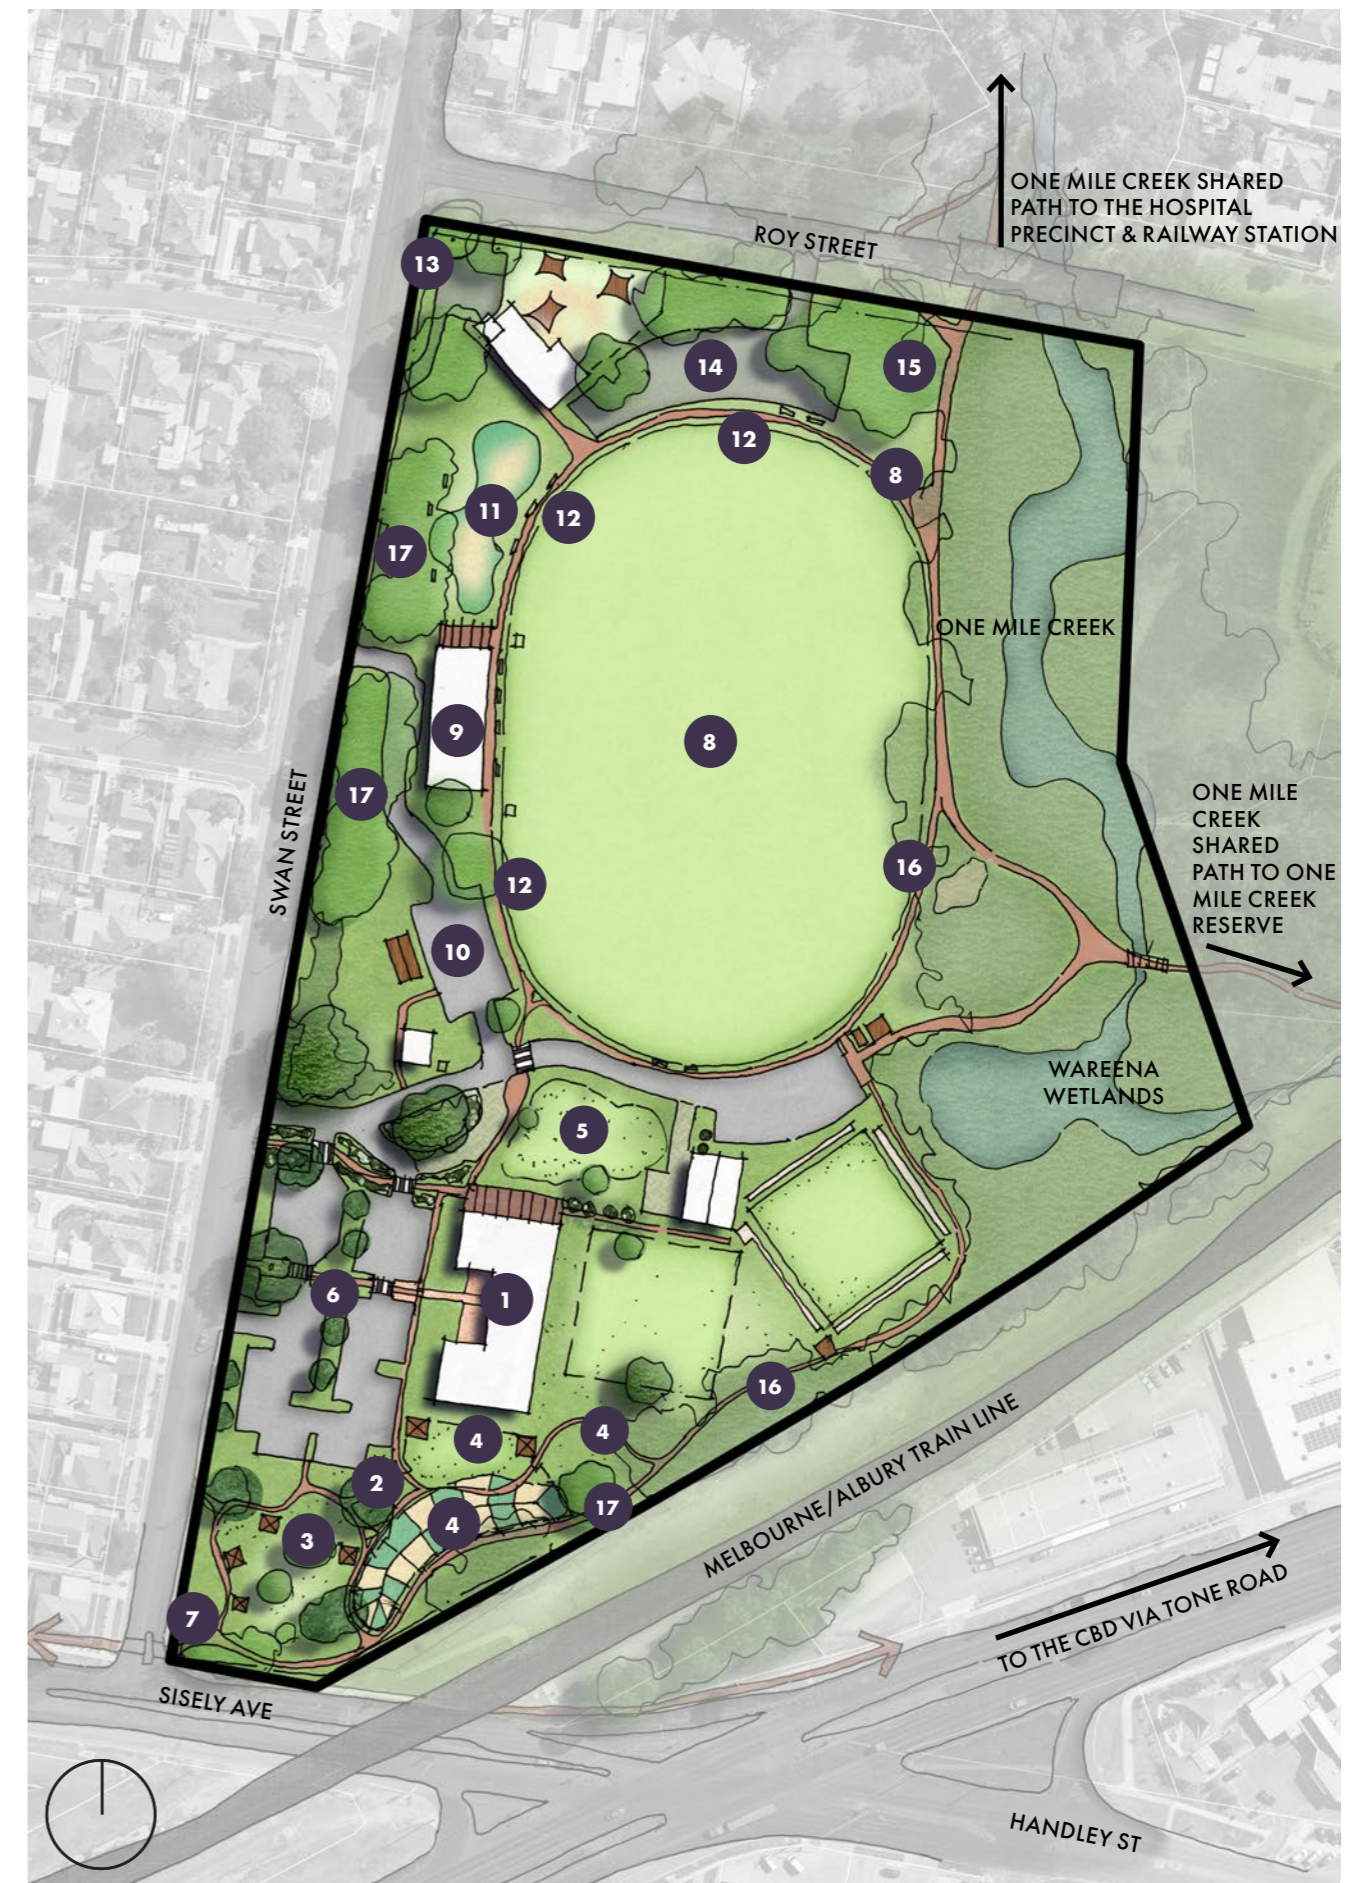 ONE MILE CREEK SHARED
PATH TO THE HOSPITAL
PRECINCT & RAILWAY STATION
ROY STREET
13
14
15
12
8
11
12
17
ONE MILE CREEK
9
8
17
SWAN STREET
ONE MILE
CREEK
SHARED
PATH TO ONE
MILE CREEK
RESERVE
16
12
10
WAREENA
WETLANDS
5
6
1
16
4
4
2
17
4
3
MELBOURNE/ALBURY TRAIN LINE
7
TO THE CBD VIA TONE ROAD
SISELY AVE
HANDLEY ST